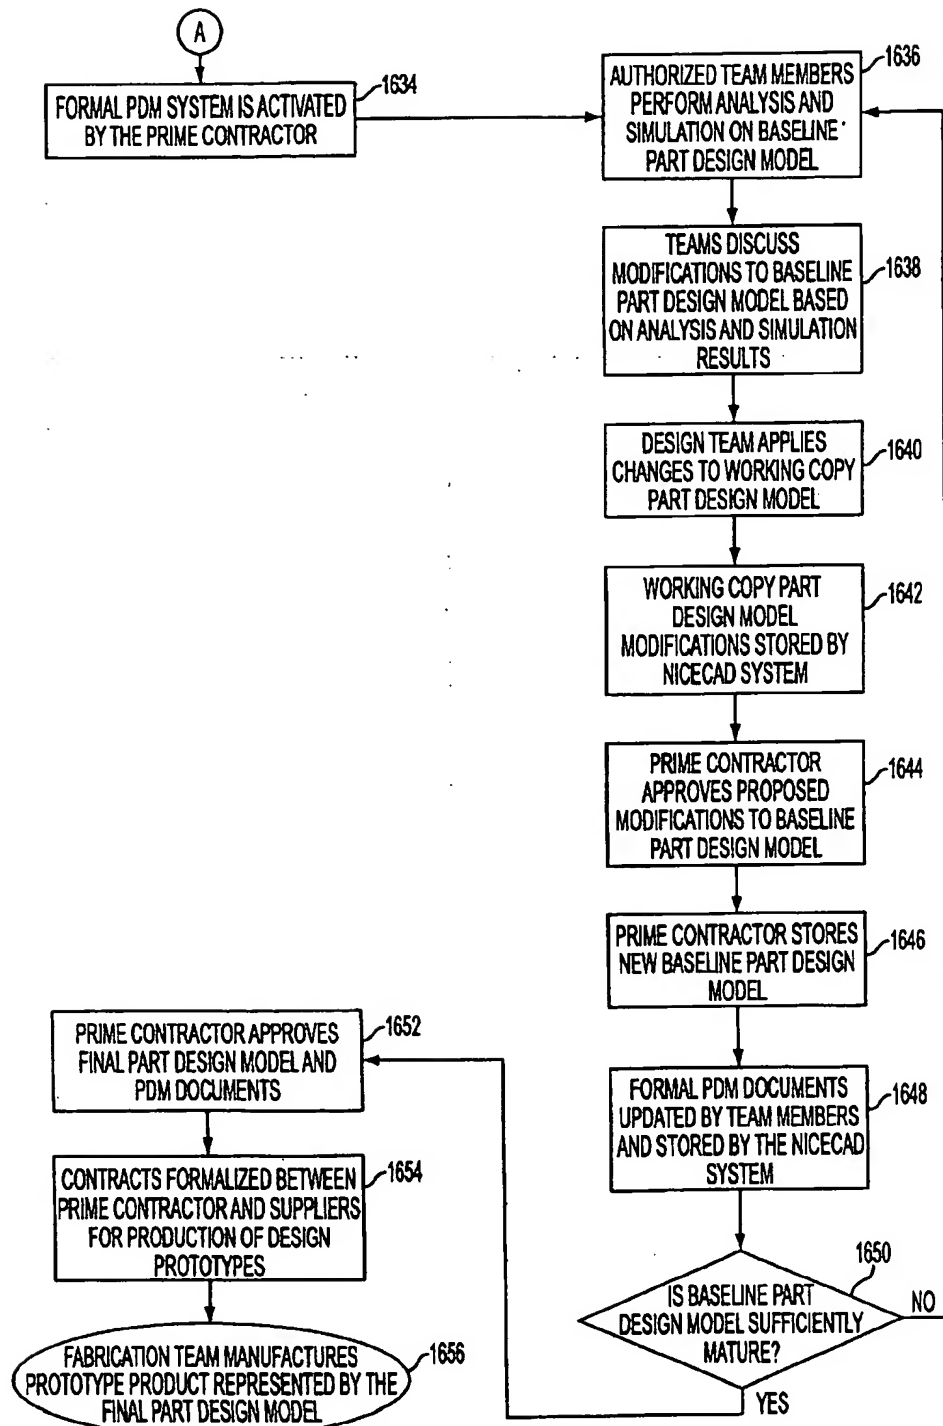 A
FORMAL PDM SYSTEM IS ACTIVATED
BY THE PRIME CONTRACTOR
1634
AUTHORIZED TEAM MEMBERS
PERFORM ANALYSIS AND
SIMULATION ON BASELINE
PART DESIGN MODEL
1636
TEAMS DISCUSS
MODIFICATIONS TO BASELINE
PART DESIGN MODEL BASED
ON ANALYSIS AND SIMULATION
RESULTS
1638
DESIGN TEAM APPLIES
CHANGES TO WORKING COPY
PART DESIGN MODEL
1640
WORKING COPY PART
DESIGN MODEL
MODIFICATIONS STORED BY
NICECAD SYSTEM
1642
PRIME CONTRACTOR
APPROVES PROPOSED
MODIFICATIONS TO BASELINE
PART DESIGN MODEL
1644
PRIME CONTRACTOR STORES
NEW BASELINE PART DESIGN
MODEL
1646
FORMAL PDM DOCUMENTS
UPDATED BY TEAM MEMBERS
AND STORED BY THE NICECAD
SYSTEM
1648
IS BASELINE PART
DESIGN MODEL SUFFICIENTLY
MATURE?
1650
NO
YES
PRIME CONTRACTOR APPROVES
FINAL PART DESIGN MODEL AND
PDM DOCUMENTS
1652
CONTRACTS FORMALIZED BETWEEN
PRIME CONTRACTOR AND SUPPLIERS
FOR PRODUCTION OF DESIGN
PROTOTYPES
1654
FABRICATION TEAM MANUFACTURES
PROTOTYPE PRODUCT REPRESENTED BY THE
FINAL PART DESIGN MODEL
1656